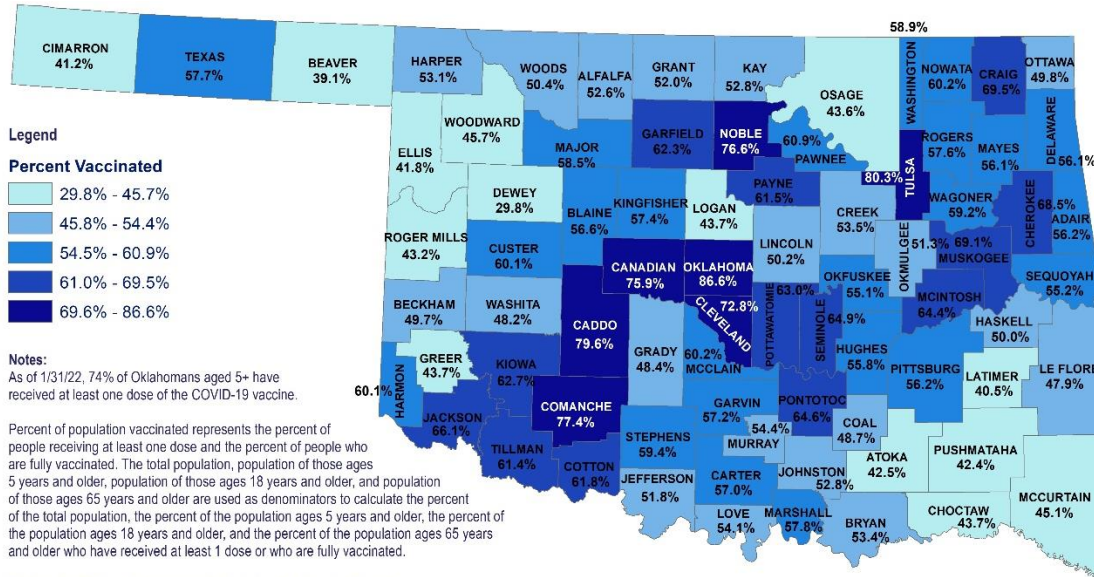 58.9%
CIMARRON
41.2%
TEXAS
57.7%
BEAVER
39.1%
HARPER
53.1%
WOODS
50.4%
ALFALFA
52.6%
GRANT
52.0%
KAY
52.8%
OSAGE
43.6%
WASHINGTON
NOWATA
60.2%
CRAIG
69.5%
OTTAWA
49.8%
WOODWARD
45.7%
ELLIS
41.8%
MAJOR
58.5%
GARFIELD
62.3%
NOBLE
76.6%
60.9%
PAWNEE
ROGERS
57.6%
MAYES
56.1%
DELAWARE
56.1%
Legend
Percent Vaccinated
29.8% - 45.7%
45.8% - 54.4%
54.5% - 60.9%
61.0% - 69.5%
69.6% - 86.6%
DEWEY
29.8%
BLAINE
56.6%
KINGFISHER
57.4%
LOGAN
43.7%
PAYNE
61.5%
80.3%
TULSA
CREEK
53.5%
WAGONER
59.2%
CHEROKEE
68.5%
ADAIR
56.2%
ROGER MILLS
43.2%
CUSTER
60.1%
CANADIAN
75.9%
OKLAHOMA
86.6%
LINCOLN
50.2%
OKMULGEE
51.3%
69.1%
MUSKOGEE
OKFUSKEE
55.1%
SEQUOYAH
55.2%
BECKHAM
49.7%
WASHITA
48.2%
CADDO
79.6%
GRADY
48.4%
72.8%
CLEVELAND
63.0%
POTTAWATOMIE
64.9%
SEMINOLE
MCINTOSH
64.4%
HASKELL
50.0%
LE FLORE
47.9%
Notes:
As of 1/31/22, 74% of Oklahomans aged 5+ have
received at least one dose of the COVID-19 vaccine.
GREER
43.7%
KIOWA
62.7%
60.2%
MCCLAIN
HUGHES
55.8%
PITTSBURG
56.2%
LATIMER
40.5%
60.1%
HARMON
JACKSON
66.1%
COMANCHE
77.4%
GARVIN
57.2%
PONTOTOC
64.6%
COAL
48.7%
Percent of population vaccinated represents the percent of
people receiving at least one dose and the percent of people who
are fully vaccinated. The total population, population of those ages
5 years and older, population of those ages 18 years and older, and population
of those ages 65 years and older are used as denominators to calculate the percent
of the total population, the percent of the population ages 5 years and older, the percent of
the population ages 18 years and older, and the percent of the population ages 65 years
and older who have received at least 1 dose or who are fully vaccinated.
TILLMAN
61.4%
COTTON
61.8%
STEPHENS
59.4%
54.4%
MURRAY
ATOKA
42.5%
PUSHMATAHA
42.4%
JEFFERSON
51.8%
CARTER
57.0%
JOHNSTON
52.8%
MCCURTAIN
45.1%
LOVE
54.1%
MARSHALL
57.8%
BRYAN
53.4%
CHOCTAW
43.7%